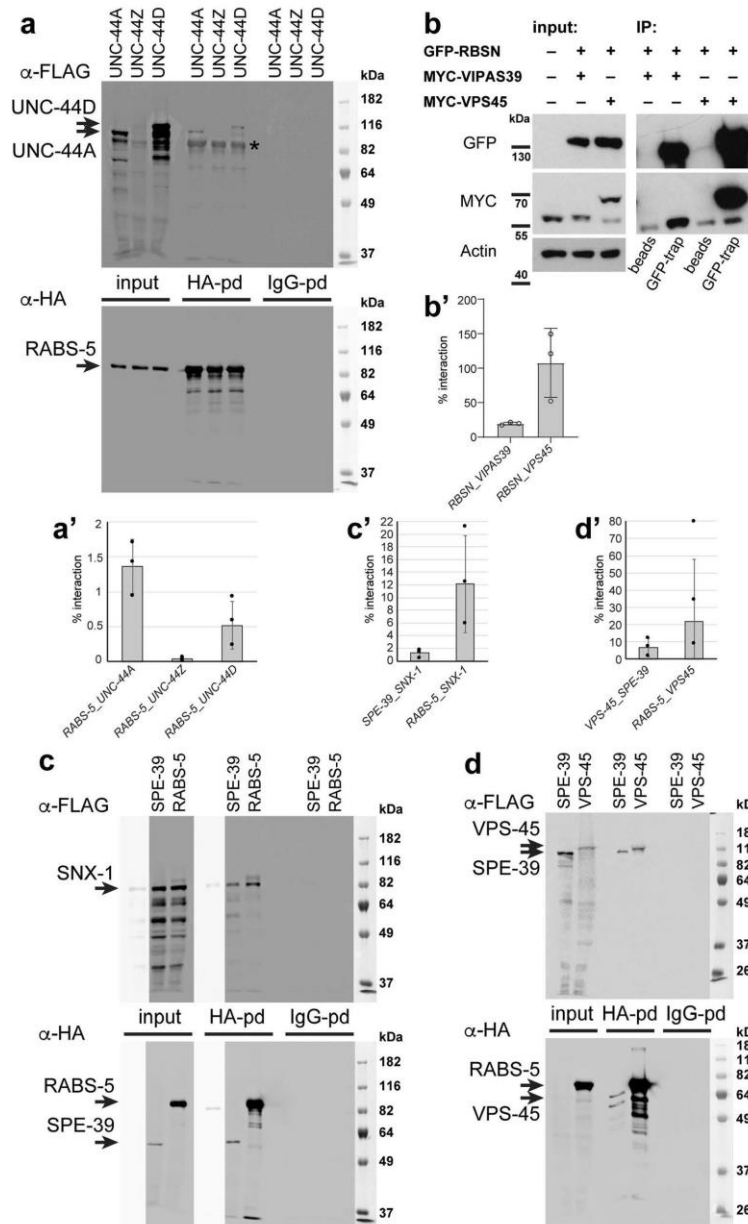 a
UNC-44A
UNC-44Z
UNC-44D
UNC-44A
UNC-44Z
UNC-44D
UNC-44A
UNC-44Z
UNC-44D
α-FLAG
kDa
UNC-44D
UNC-44A
*
182
116
82
64
49
37
input HA-pd IgG-pd
α-HA
kDa
RABS-5
182
116
82
64
49
37
b
input: IP:
GFP-RBSN – + + + + + +
MYC-VIPAS39 – + – + + – –
MYC-VPS45 – – + – – + +
kDa
GFP
130
MYC
70
55
Actin
40
beads
GFP-trap
beads
GFP-trap
b’
% interaction
150
100
50
0
RBSN_VIPAS39
RBSN_VPS45
a’
% interaction
2
1.5
1
0.5
0
RABS-5_UNC-44A
RABS-5_UNC-44Z
RABS-5_UNC-44D
c’
% interaction
22
20
18
16
14
12
10
8
6
4
2
0
SPE-39_SNX-1
RABS-5_SNX-1
d’
% interaction
80
70
60
50
40
30
20
10
0
VPS-45_SPE-39
RABS-5_VPS45
c
SPE-39
RABS-5
SPE-39
RABS-5
SPE-39
RABS-5
α-FLAG
kDa
SNX-1
182
116
82
64
49
37
input HA-pd IgG-pd
α-HA
kDa
RABS-5
SPE-39
182
116
82
64
49
37
d
SPE-39
VPS-45
SPE-39
VPS-45
SPE-39
VPS-45
α-FLAG
VPS-45
SPE-39
182
82
64
49
37
26
input HA-pd IgG-pd
α-HA
RABS-5
VPS-45
82
64
49
37
26